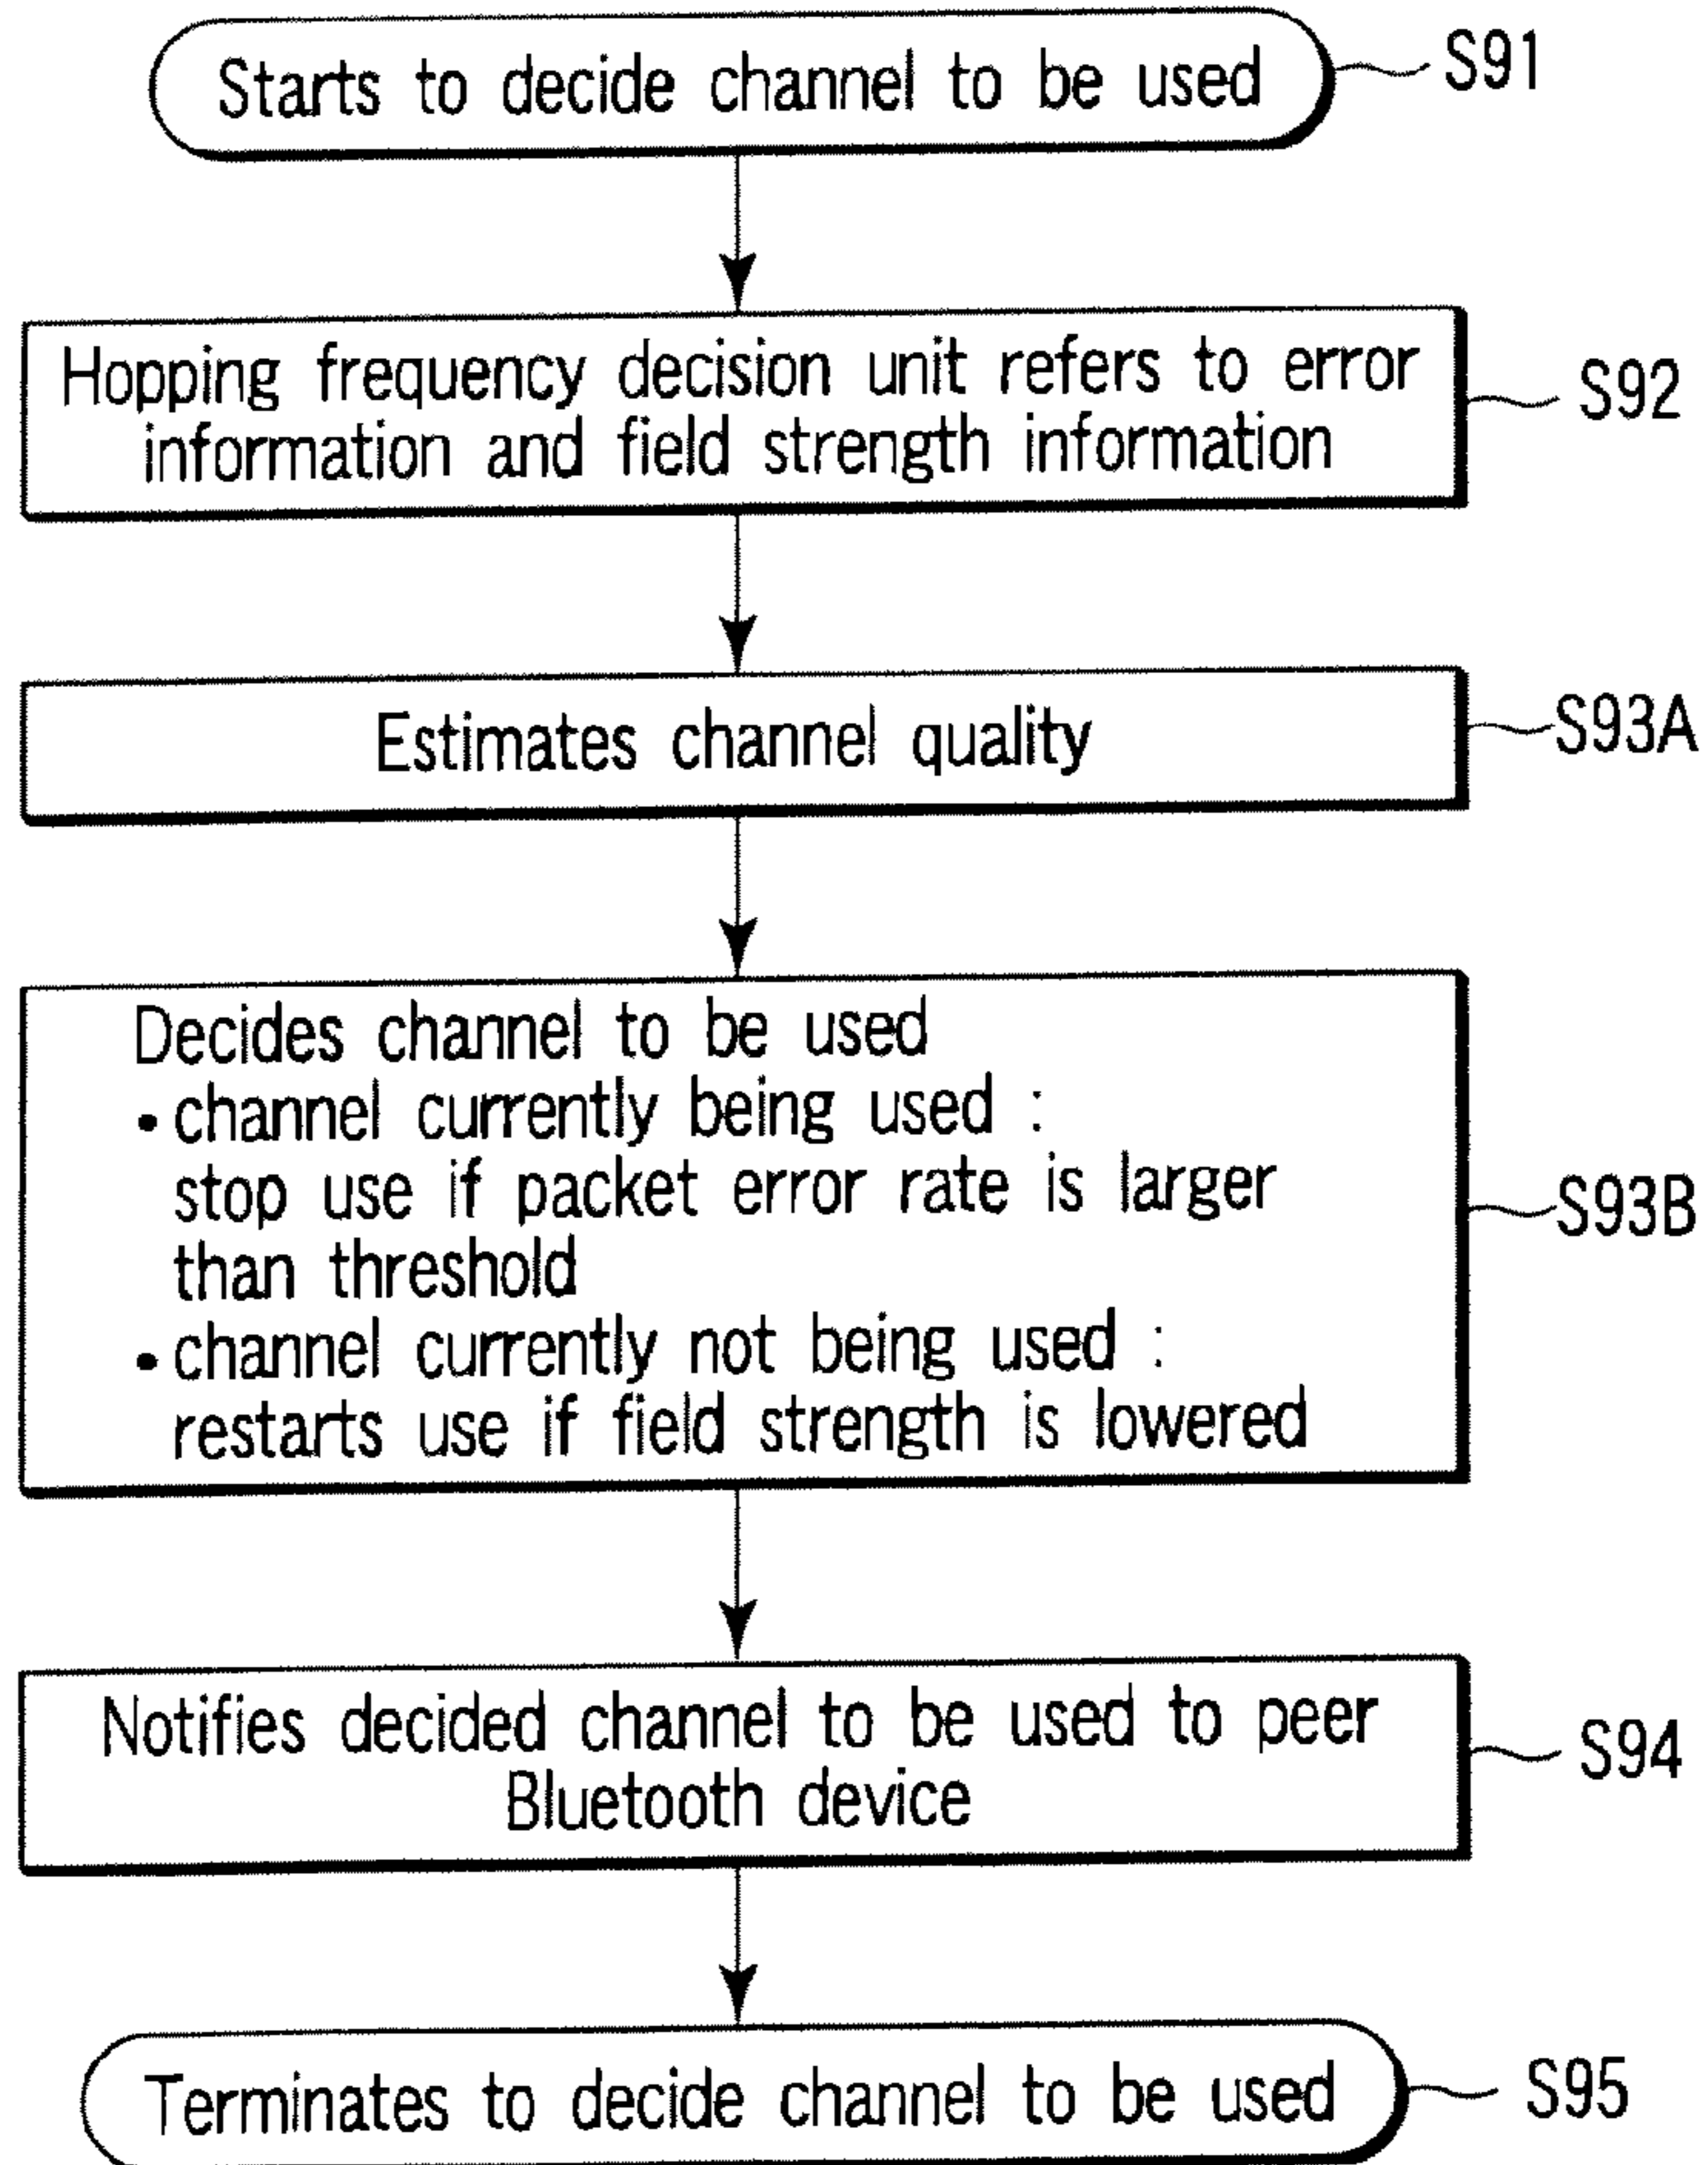 Starts to decide channel to be used
S91
Hopping frequency decision unit refers to error
information and field strength information
S92
Estimates channel quality
S93A
Decides channel to be used
• channel currently being used :
stop use if packet error rate is larger
than threshold
• channel currently not being used :
restarts use if field strength is lowered
S93B
Notifies decided channel to be used to peer
Bluetooth device
S94
Terminates to decide channel to be used
S95